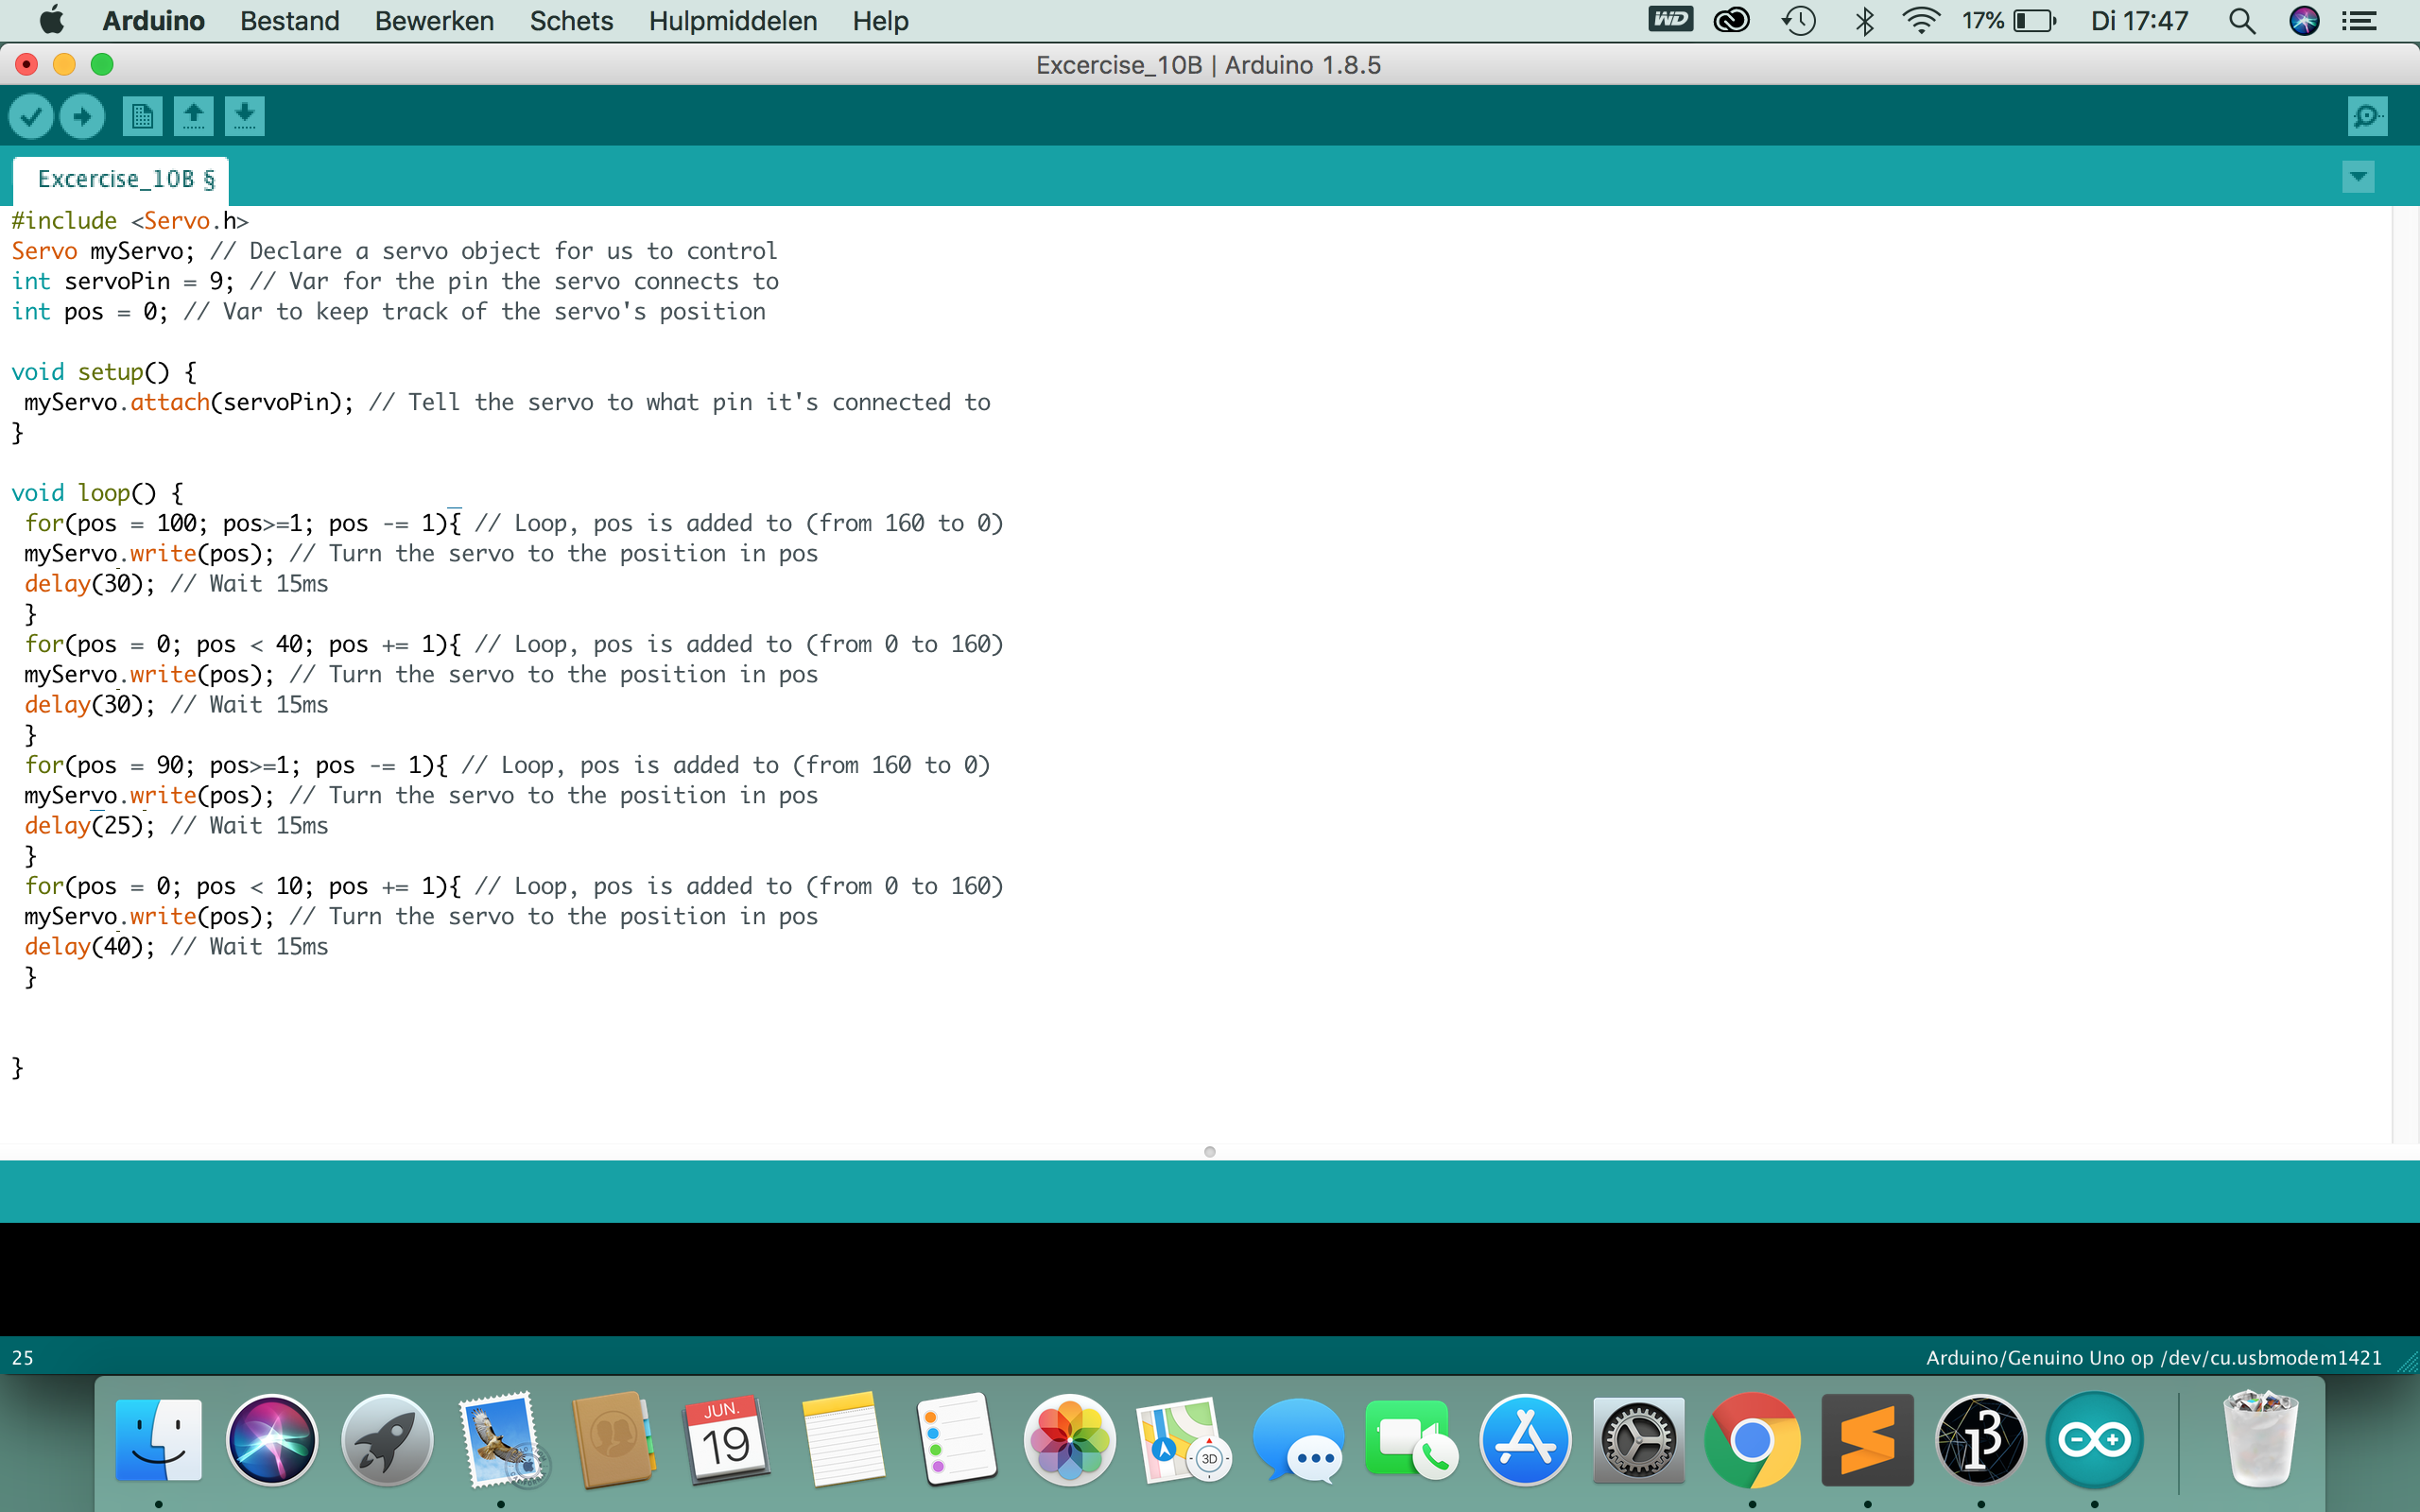 Arduino Bestand Bewerken Schets Hulpmiddelen Help WD 17% Di 17:47
Excercise_10B | Arduino 1.8.5
Excercise_10B §
#include <Servo.h>
Servo myServo; // Declare a servo object for us to control
int servoPin = 9; // Var for the pin the servo connects to
int pos = 0; // Var to keep track of the servo's position
void setup() {
myServo.attach(servoPin); // Tell the servo to what pin it's connected to
}
void loop() {
for(pos = 100; pos>=1; pos -= 1){ // Loop, pos is added to (from 160 to 0)
myServo.write(pos); // Turn the servo to the position in pos
delay(30); // Wait 15ms
}
for(pos = 0; pos < 40; pos += 1){ // Loop, pos is added to (from 0 to 160)
myServo.write(pos); // Turn the servo to the position in pos
delay(30); // Wait 15ms
}
for(pos = 90; pos>=1; pos -= 1){ // Loop, pos is added to (from 160 to 0)
myServo.write(pos); // Turn the servo to the position in pos
delay(25); // Wait 15ms
}
for(pos = 0; pos < 10; pos += 1){ // Loop, pos is added to (from 0 to 160)
myServo.write(pos); // Turn the servo to the position in pos
delay(40); // Wait 15ms
}
}
25 Arduino/Genuino Uno op /dev/cu.usbmodem1421
JUN.
19
3D